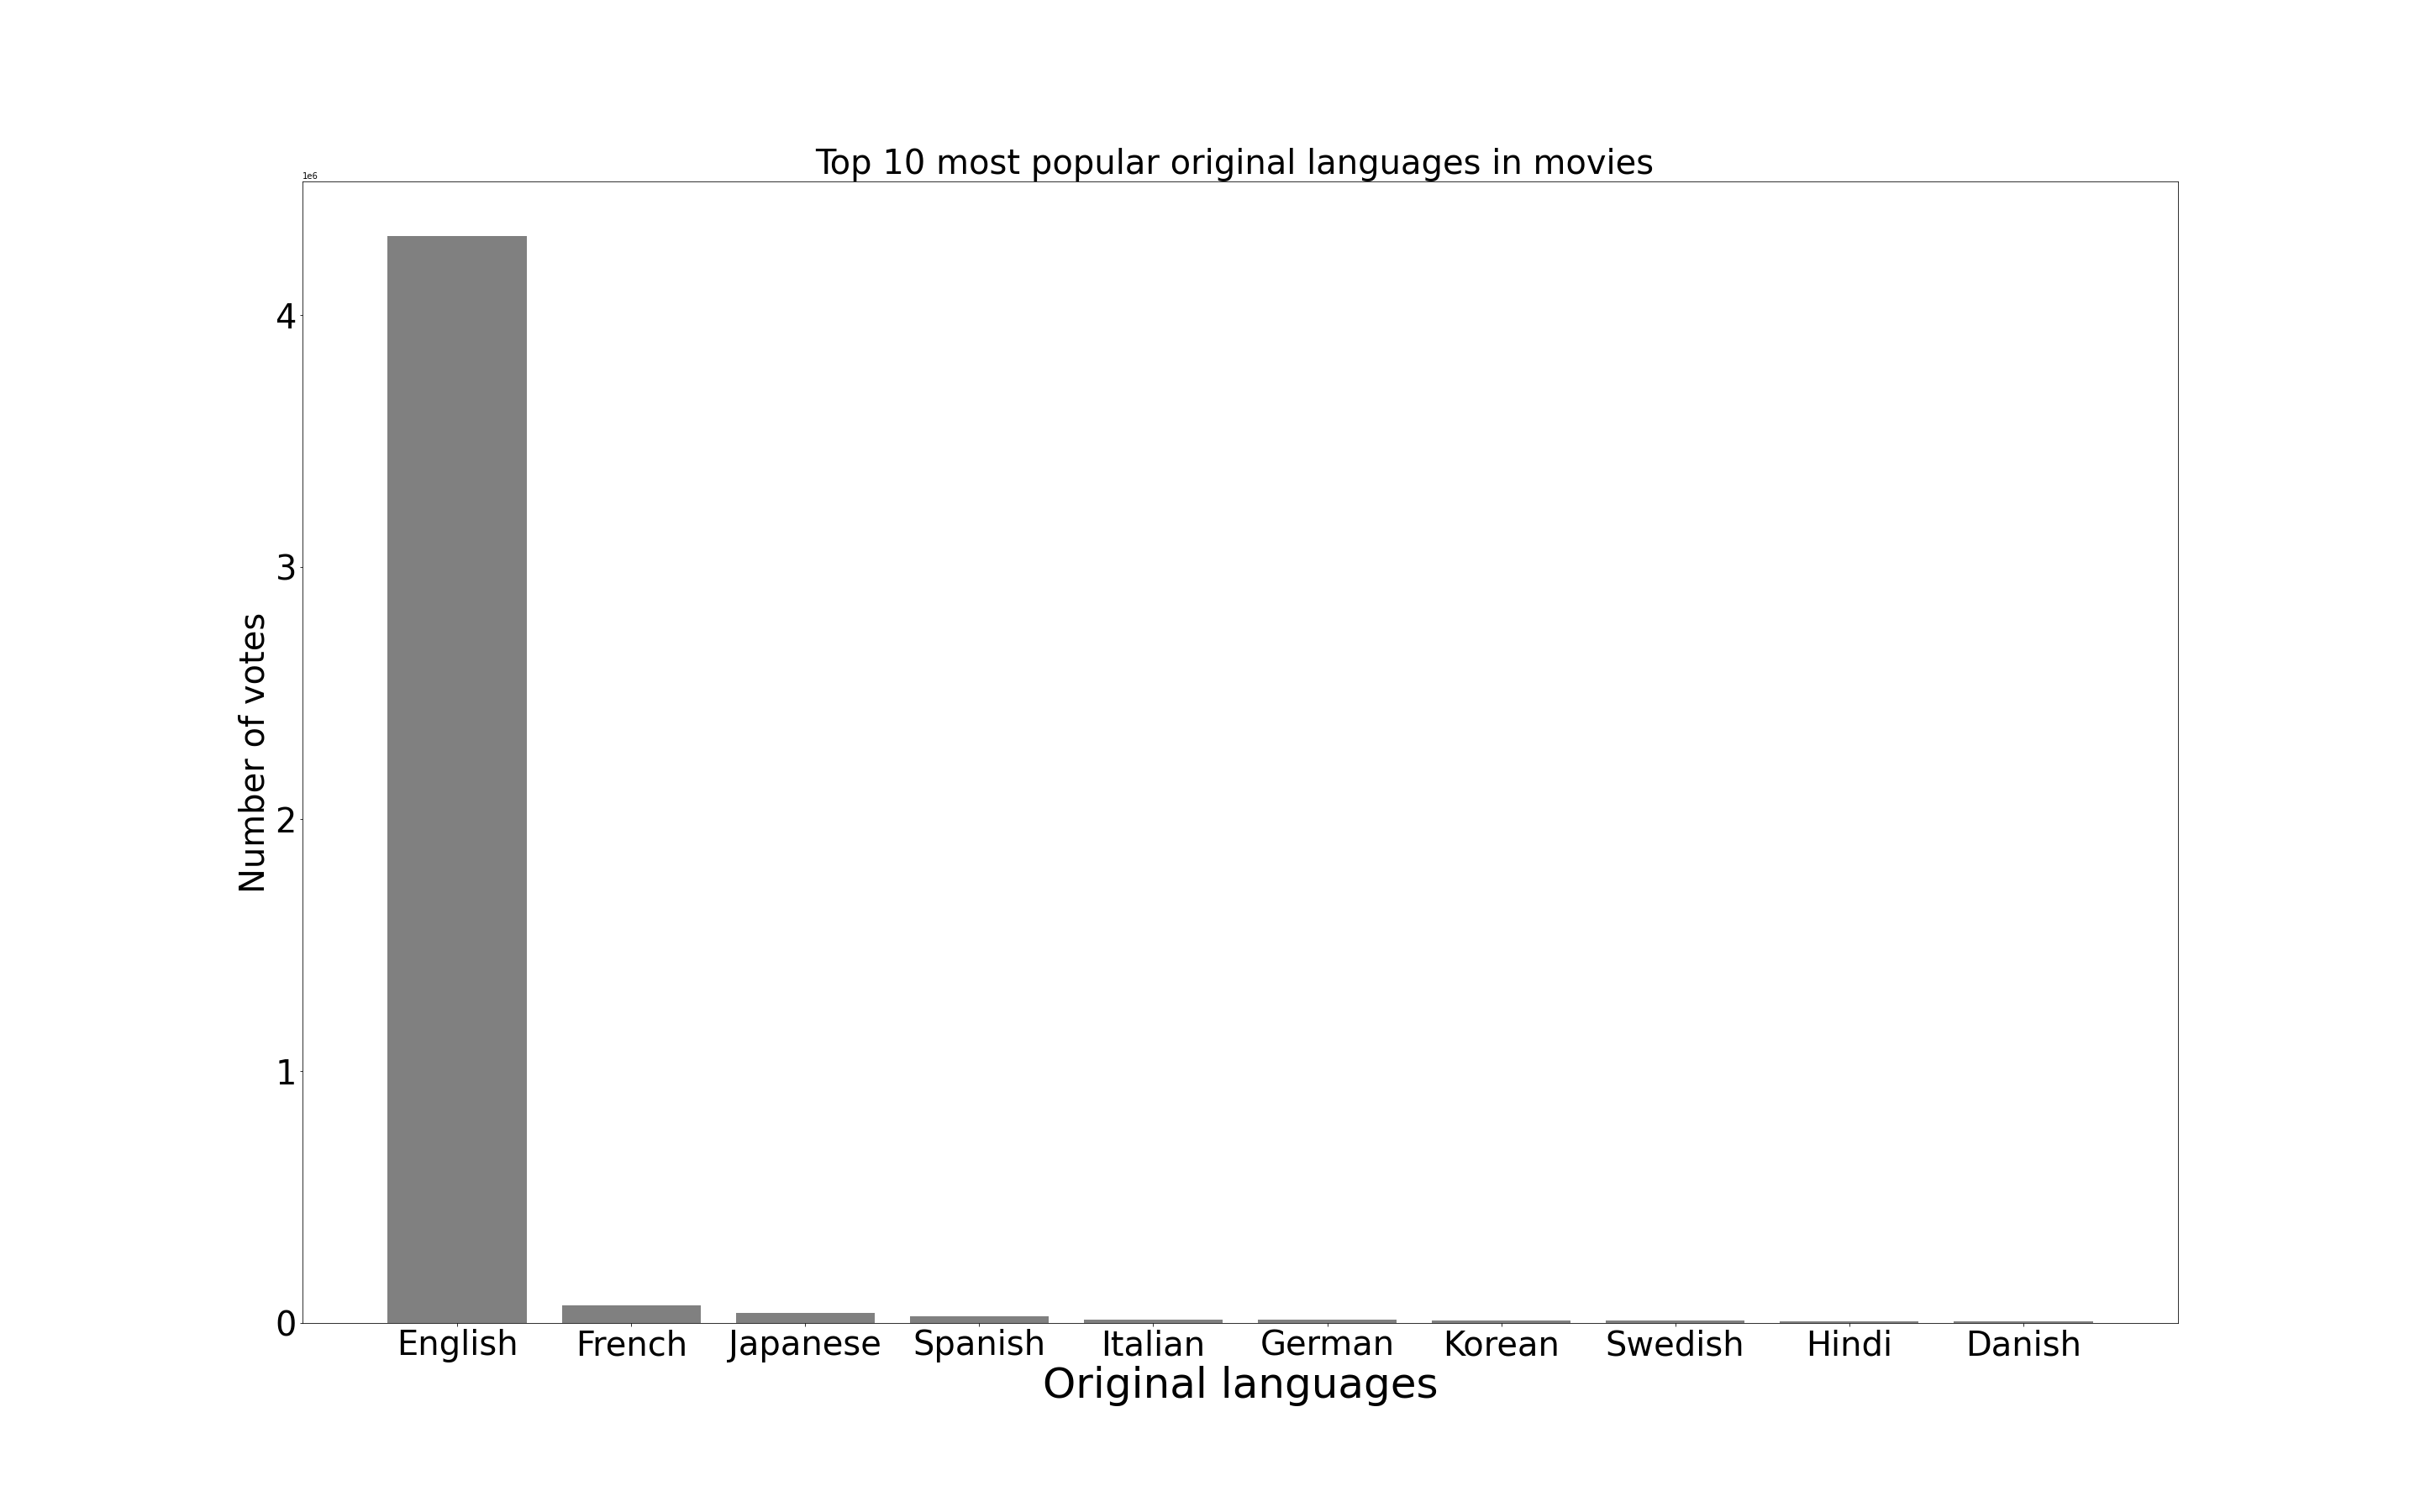 Top 10 most popular original languages in movies
1e6
4
3
2
1
0
Number of votes
English French Japanese Spanish Italian German Korean Swedish Hindi Danish
Original languages